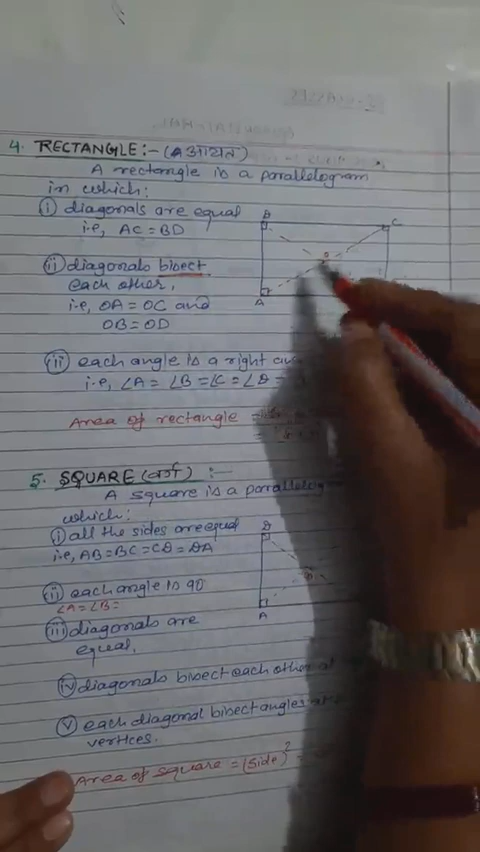 4. RECTANGLE:- (आयत)
A rectangle is a parallelogram
in which:
(i) diagonals are equal
i.e, AC = BD
D
C
(ii) diagonals bisect
each other.
i.e, OA = OC and
OB = OD
O
A
(iii) each angle is a right
i.e, ∠A = ∠B = ∠C = ∠D =
Area of rectangle =
=
5. SQUARE (वर्ग) :-
A square is a
which:
(i) all the sides are equal
i.e, AB = BC = CD = DA
D
(ii) each angle is 90
∠A = ∠B =
A
(iii) diagonals are
equal.
(iv) diagonals bisect each other at
(v) each diagonal bisect angles at
vertices.
Area of square = (side)² =